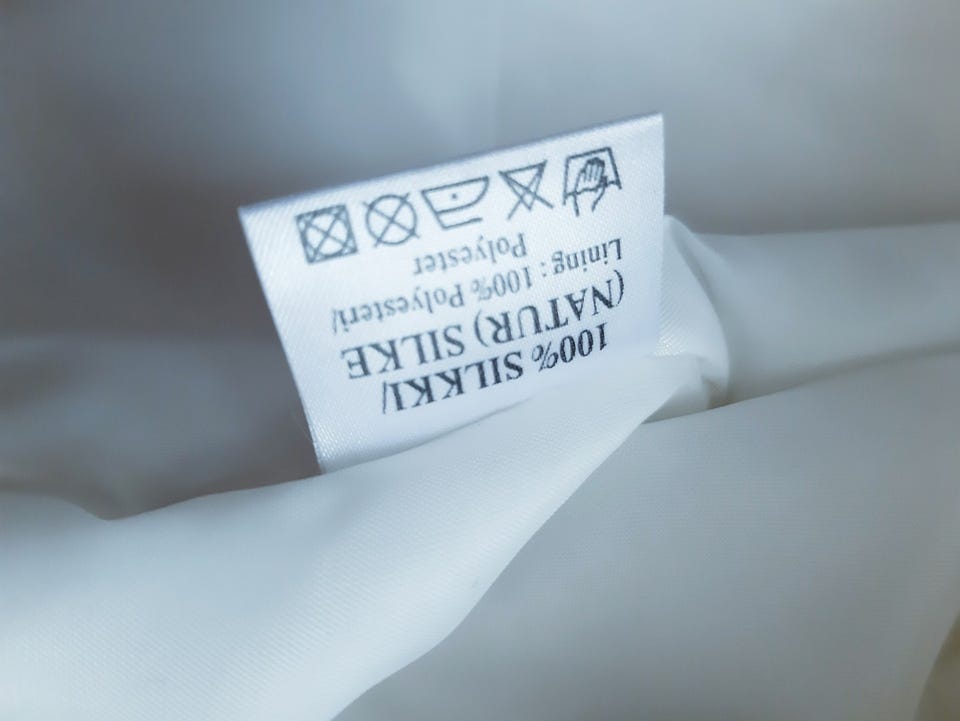 100% SILKKI/
(NATUR) SILKE
Lining : 100% Polyesteri/
Polyester